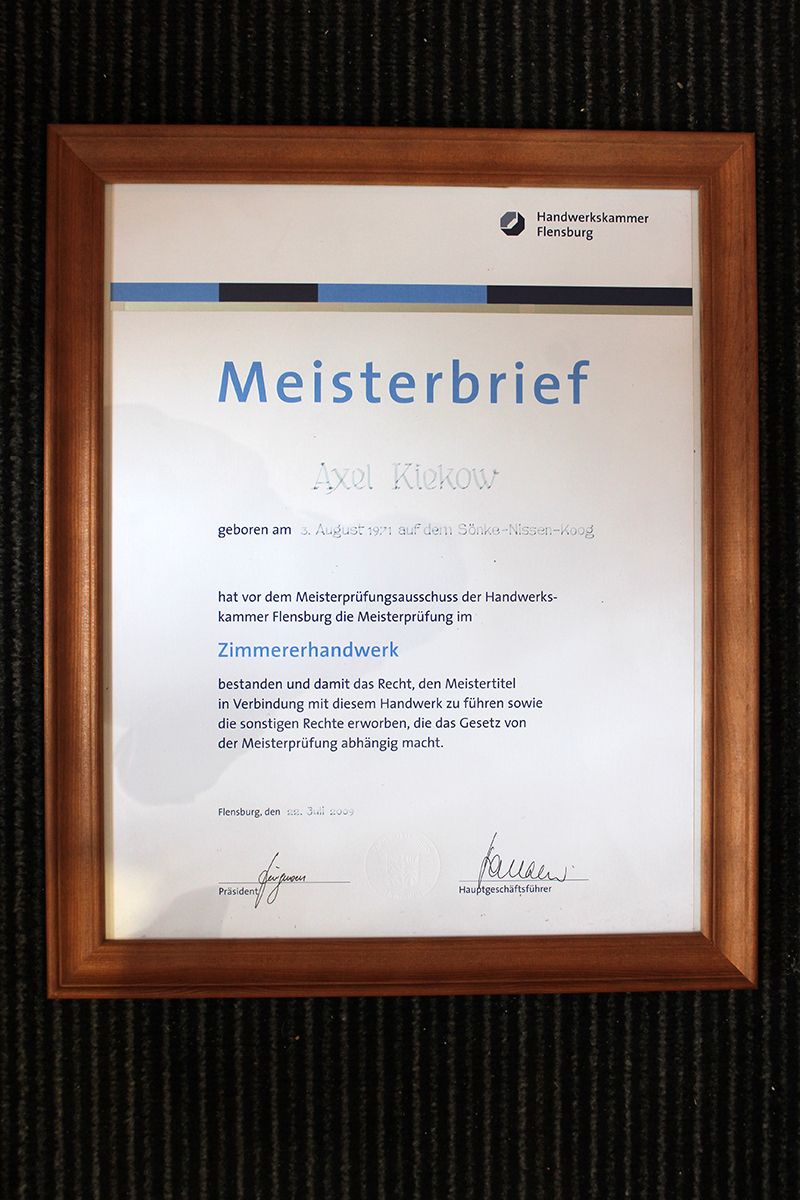 Handwerkskammer
Flensburg
Meisterbrief
Axel Kiekow
geboren am 3. August 1971 auf dem Sönke-Nissen-Koog
hat vor dem Meisterprüfungsausschuss der Handwerks-
kammer Flensburg die Meisterprüfung im
Zimmererhandwerk
bestanden und damit das Recht, den Meistertitel
in Verbindung mit diesem Handwerk zu führen sowie
die sonstigen Rechte erworben, die das Gesetz von
der Meisterprüfung abhängig macht.
Flensburg, den 22. Juli 2009
Präsident
Hauptgeschäftsführer